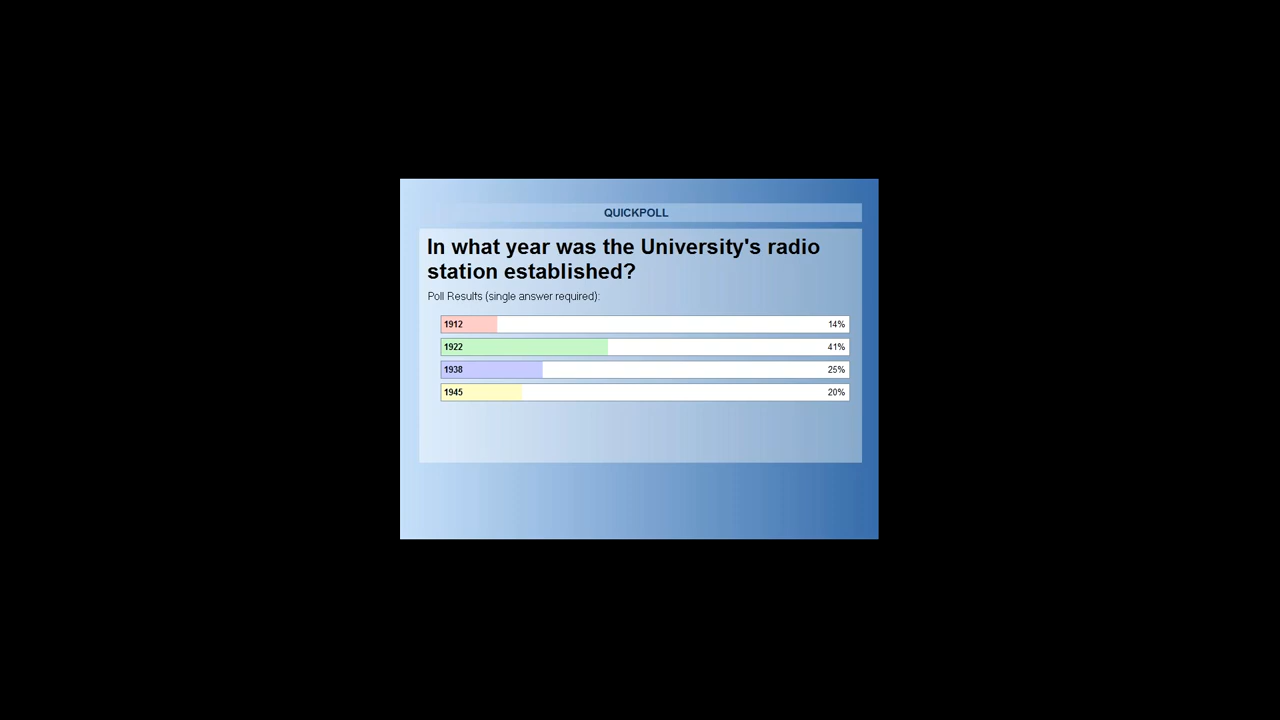 QUICKPOLL
In what year was the University's radio
station established?
Poll Results (single answer required):
1912 14%
1922 41%
1938 25%
1945 20%